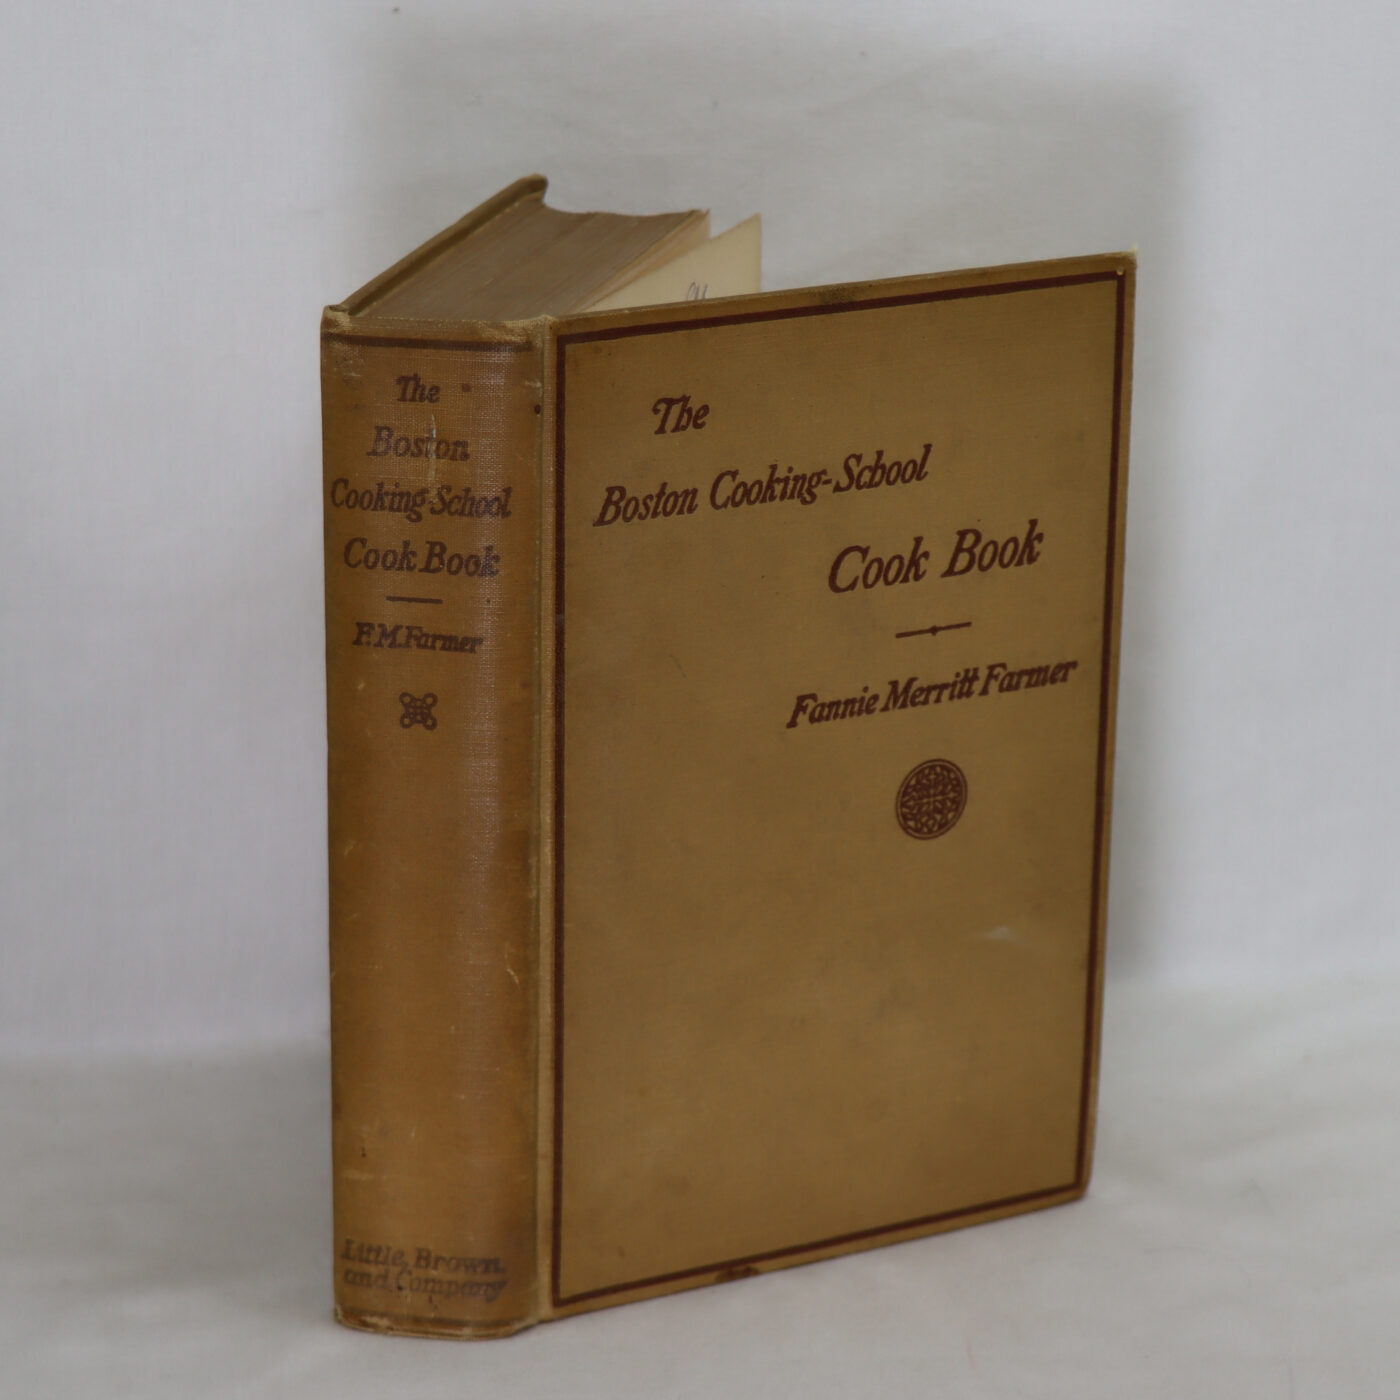 The
Boston
Cooking-School
Cook Book
F. M. Farmer
Little, Brown,
and Company
The
Boston Cooking-School
Cook Book
Fannie Merritt Farmer